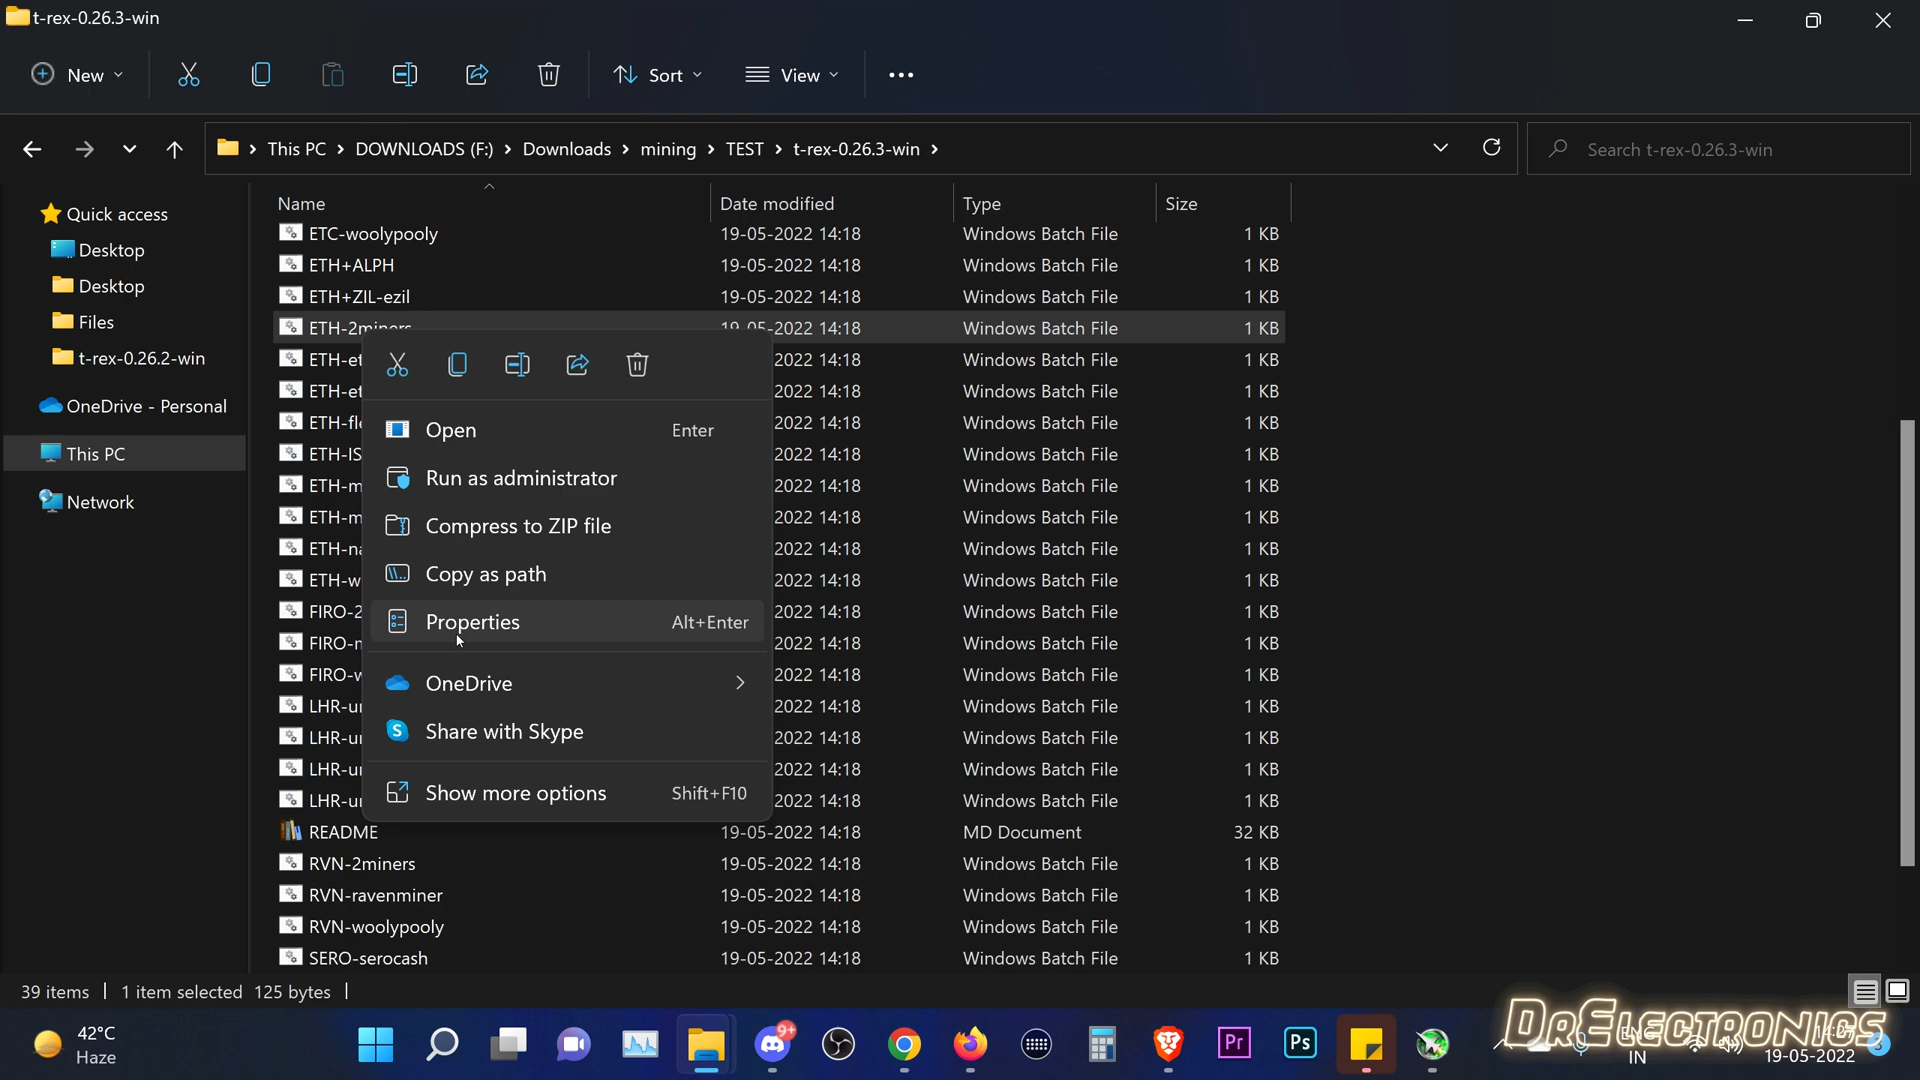 t-rex-0.26.3-win
New
Sort
View
This PC > DOWNLOADS (F:) > Downloads > mining > TEST > t-rex-0.26.3-win >
Search t-rex-0.26.3-win
Quick access
Desktop
Desktop
Files
t-rex-0.26.2-win
OneDrive - Personal
This PC
Network
Name Date modified Type Size
ETC-woolypooly 19-05-2022 14:18 Windows Batch File 1 KB
ETH+ALPH 19-05-2022 14:18 Windows Batch File 1 KB
ETH+ZIL-ezil 19-05-2022 14:18 Windows Batch File 1 KB
ETH-2miners 19-05-2022 14:18 Windows Batch File 1 KB
ETH-et 2022 14:18 Windows Batch File 1 KB
ETH-et 2022 14:18 Windows Batch File 1 KB
ETH-fle 2022 14:18 Windows Batch File 1 KB
ETH-IS 2022 14:18 Windows Batch File 1 KB
ETH-m 2022 14:18 Windows Batch File 1 KB
ETH-m 2022 14:18 Windows Batch File 1 KB
ETH-na 2022 14:18 Windows Batch File 1 KB
ETH-w 2022 14:18 Windows Batch File 1 KB
FIRO-2 2022 14:18 Windows Batch File 1 KB
FIRO-m 2022 14:18 Windows Batch File 1 KB
FIRO-w 2022 14:18 Windows Batch File 1 KB
LHR-un 2022 14:18 Windows Batch File 1 KB
LHR-un 2022 14:18 Windows Batch File 1 KB
LHR-un 2022 14:18 Windows Batch File 1 KB
LHR-un 2022 14:18 Windows Batch File 1 KB
README 19-05-2022 14:18 MD Document 32 KB
RVN-2miners 19-05-2022 14:18 Windows Batch File 1 KB
RVN-ravenminer 19-05-2022 14:18 Windows Batch File 1 KB
RVN-woolypooly 19-05-2022 14:18 Windows Batch File 1 KB
SERO-serocash 19-05-2022 14:18 Windows Batch File 1 KB
Open Enter
Run as administrator
Compress to ZIP file
Copy as path
Properties Alt+Enter
OneDrive
Share with Skype
Show more options Shift+F10
39 items 1 item selected 125 bytes
42°C
Haze
9+
Pr
Ps
DrElectronics
ENG
IN
19-05-2022
3